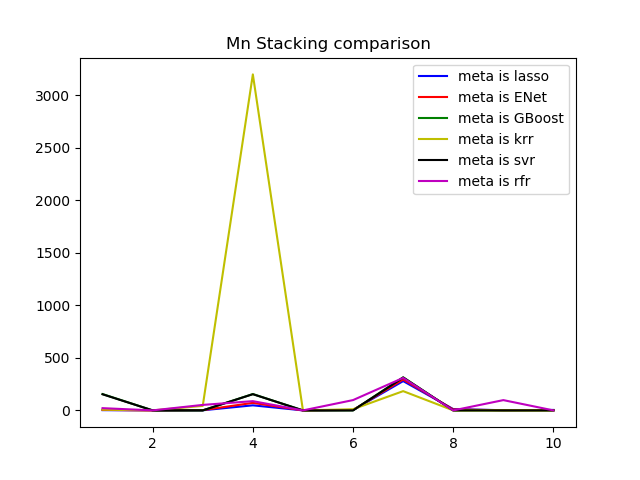 Mn Stacking comparison
meta is lasso
meta is ENet
meta is GBoost
meta is krr
meta is svr
meta is rfr
3000
2500
2000
1500
1000
500
0
2 4 6 8 10